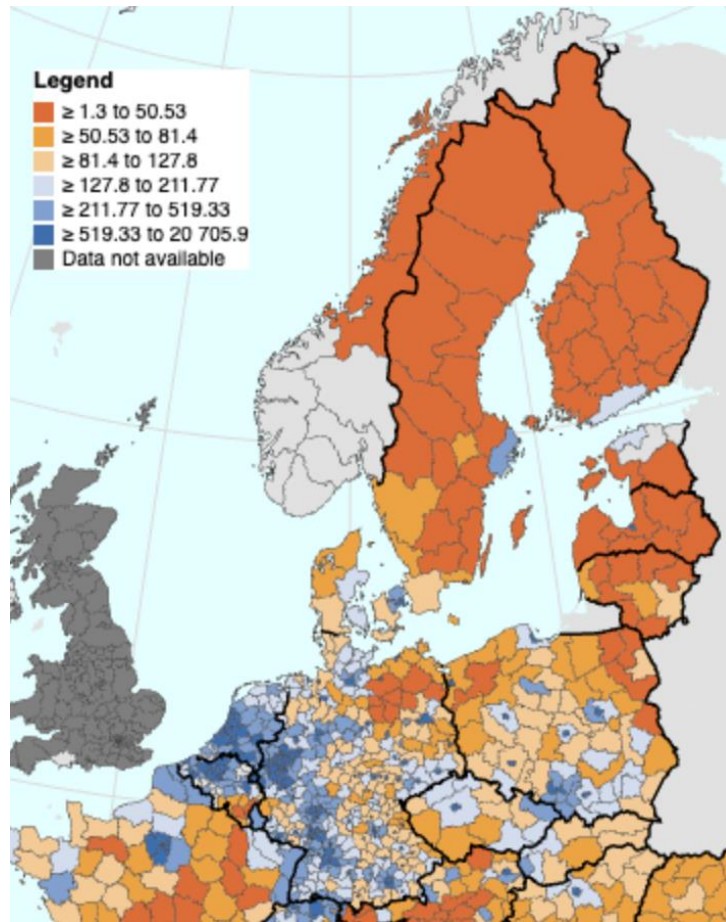 Legend
≥ 1.3 to 50.53
≥ 50.53 to 81.4
≥ 81.4 to 127.8
≥ 127.8 to 211.77
≥ 211.77 to 519.33
≥ 519.33 to 20 705.9
Data not available